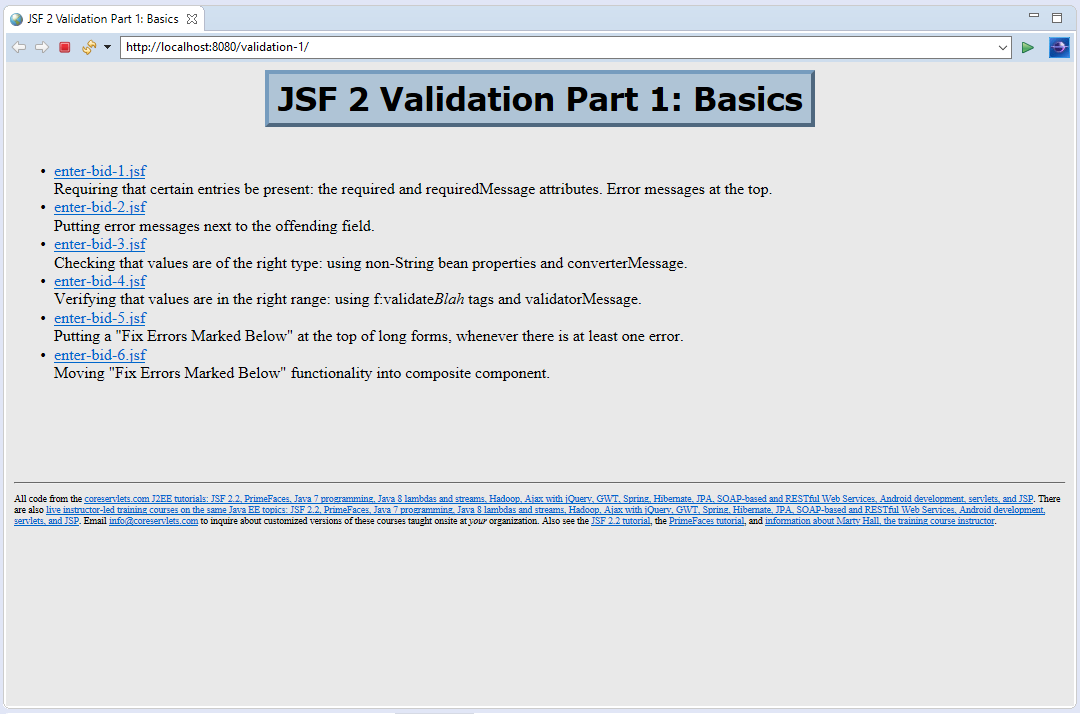 JSF 2 Validation Part 1: Basics
http://localhost:8080/validation-1/
JSF 2 Validation Part 1: Basics
• enter-bid-1.jsf
Requiring that certain entries be present: the required and requiredMessage attributes. Error messages at the top.
• enter-bid-2.jsf
Putting error messages next to the offending field.
• enter-bid-3.jsf
Checking that values are of the right type: using non-String bean properties and converterMessage.
• enter-bid-4.jsf
Verifying that values are in the right range: using f:validateBlah tags and validatorMessage.
• enter-bid-5.jsf
Putting a "Fix Errors Marked Below" at the top of long forms, whenever there is at least one error.
• enter-bid-6.jsf
Moving "Fix Errors Marked Below" functionality into composite component.
All code from the coreservlets.com J2EE tutorials: JSF 2.2, PrimeFaces, Java 7 programming, Java 8 lambdas and streams, Hadoop, Ajax with jQuery, GWT, Spring, Hibernate, JPA, SOAP-based and RESTful Web Services, Android development, servlets, and JSP. There
are also live instructor-led training courses on the same Java EE topics: JSF 2.2, PrimeFaces, Java 7 programming, Java 8 lambdas and streams, Hadoop, Ajax with jQuery, GWT, Spring, Hibernate, JPA, SOAP-based and RESTful Web Services, Android development,
servlets, and JSP. Email info@coreservlets.com to inquire about customized versions of these courses taught onsite at your organization. Also see the JSF 2.2 tutorial, the PrimeFaces tutorial, and information about Marty Hall, the training course instructor.